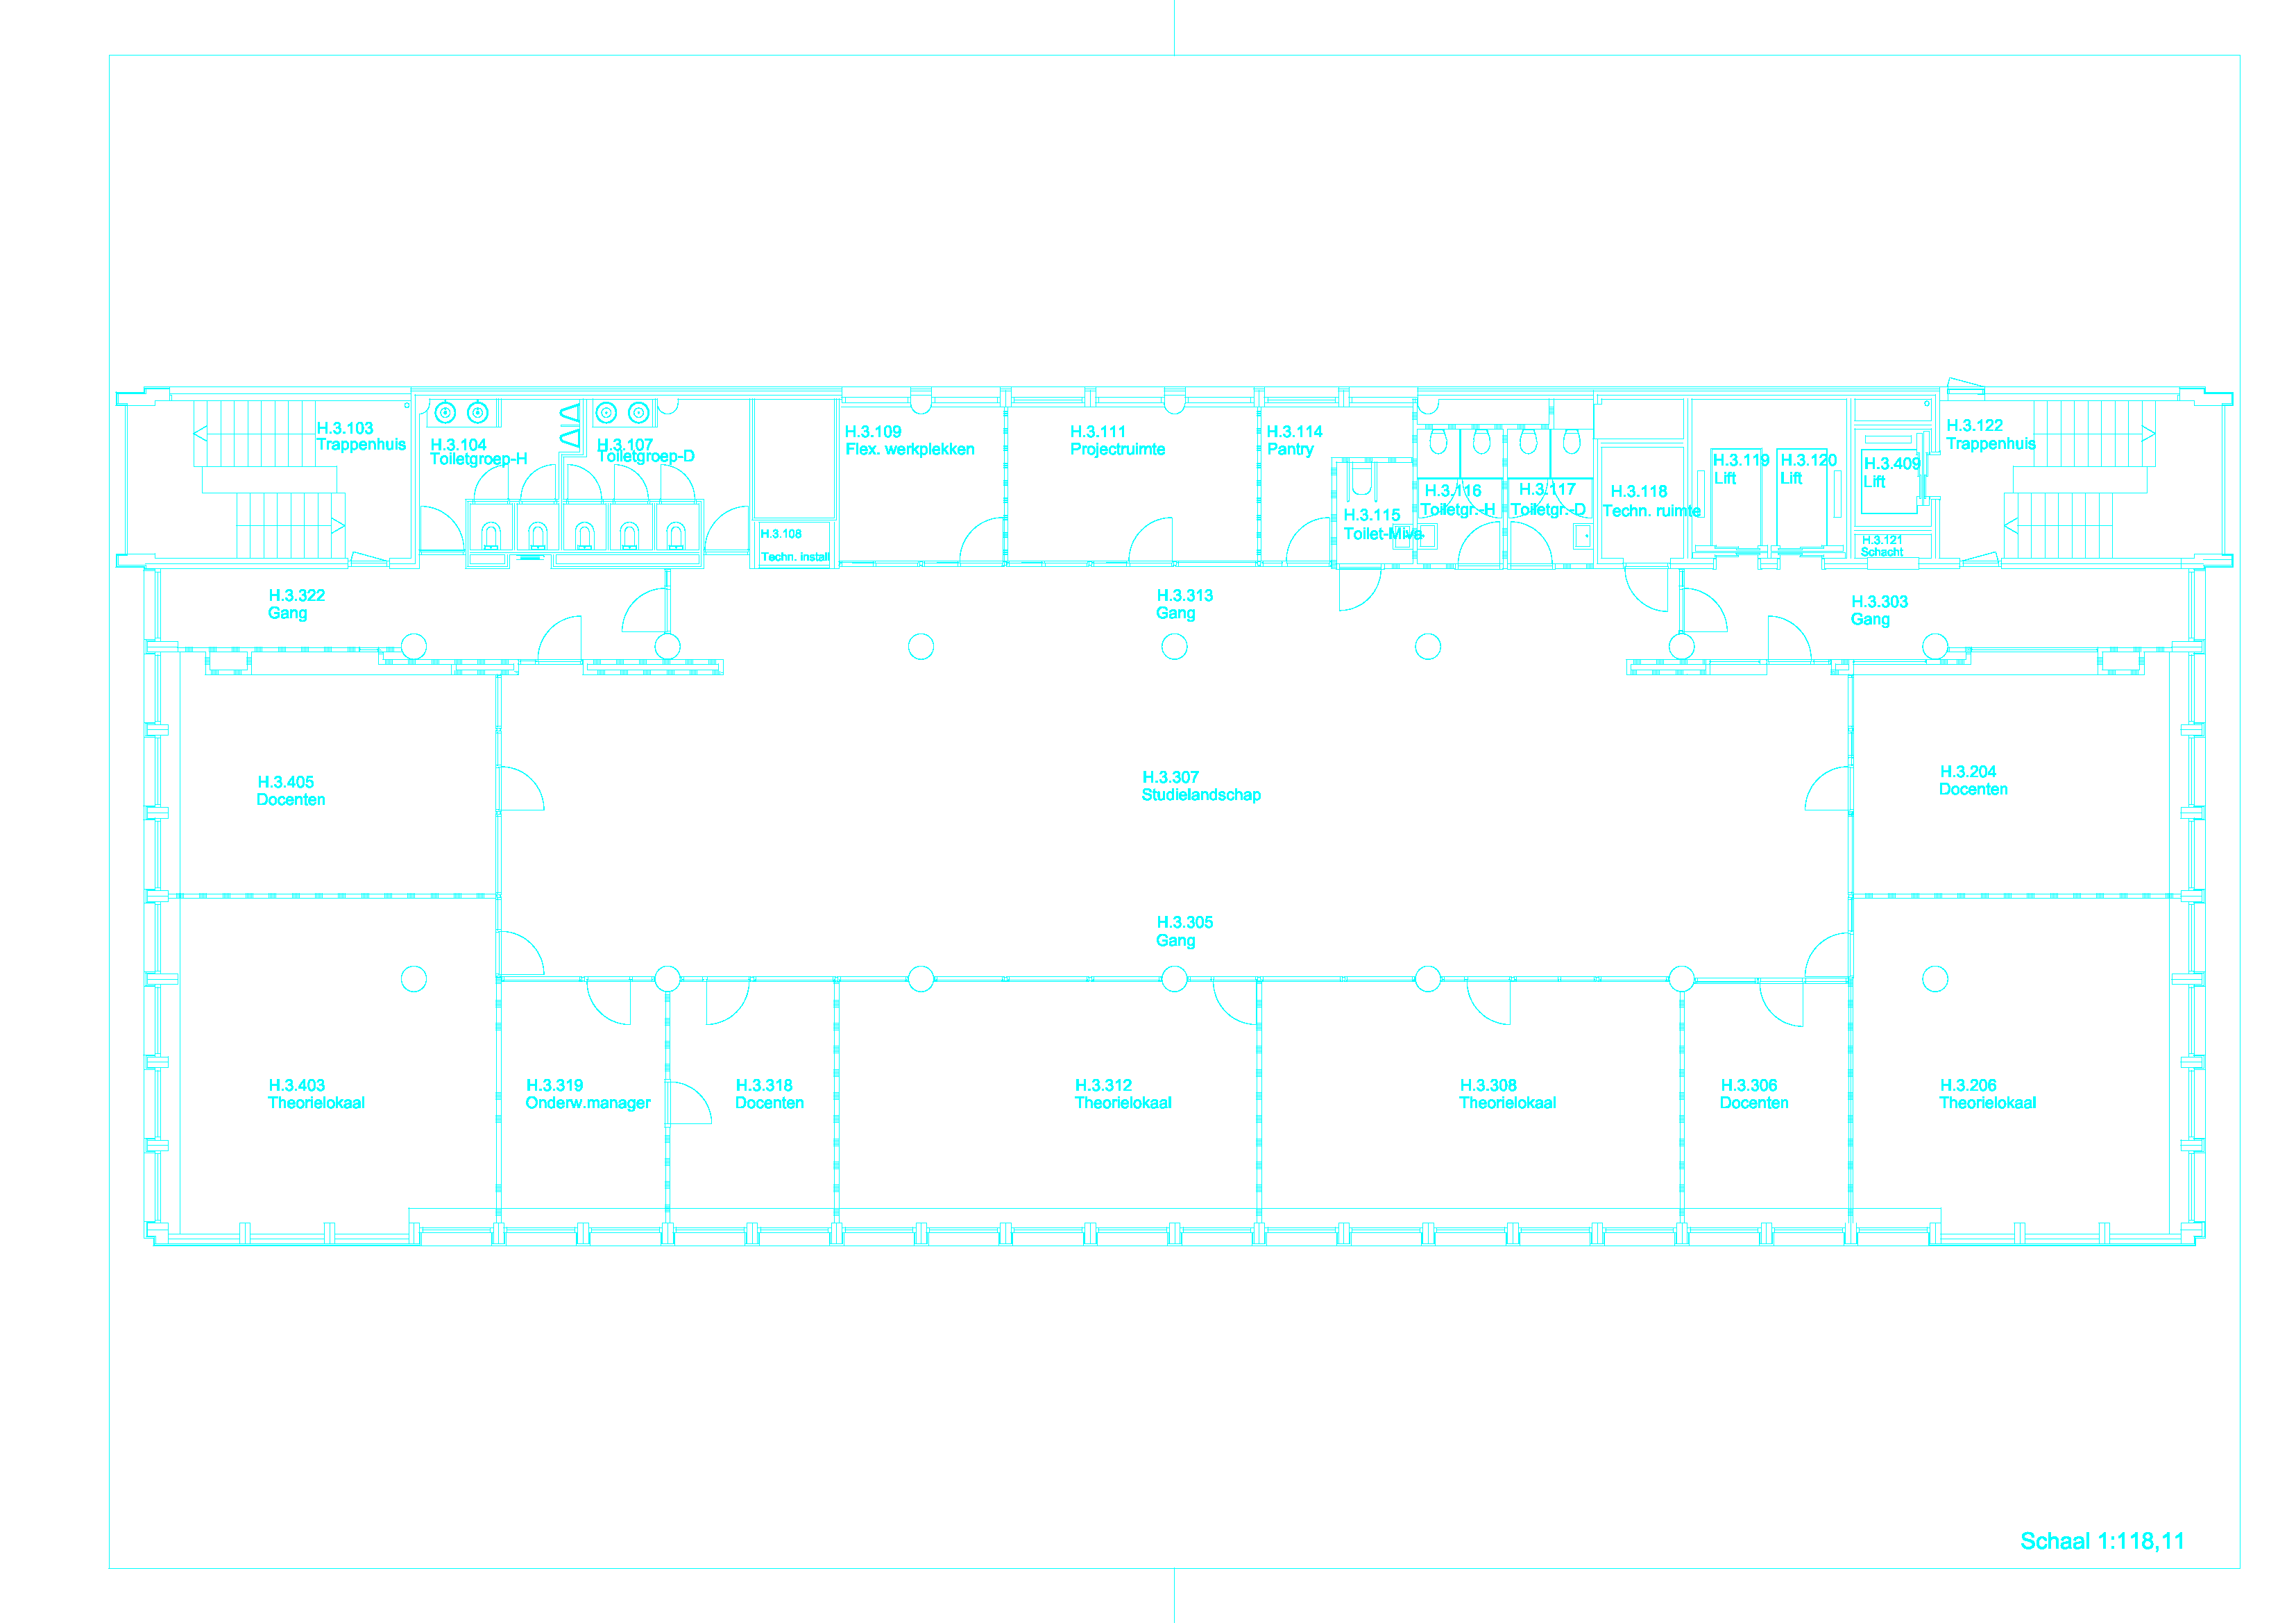 H.3.103
Trappenhuis
H.3.104
Toiletgroep-H
H.3.107
Toiletgroep-D
H.3.108
Techn. install
H.3.109
Flex. werkplekken
H.3.111
Projectruimte
H.3.114
Pantry
H.3.115
Toilet-Miva
H.3.116
Toiletgr.-H
H.3.117
Toiletgr.-D
H.3.118
Techn. ruimte
H.3.119
Lift
H.3.120
Lift
H.3.409
Lift
H.3.121
Schacht
H.3.122
Trappenhuis
H.3.322
Gang
H.3.313
Gang
H.3.303
Gang
H.3.405
Docenten
H.3.307
Studielandschap
H.3.204
Docenten
H.3.305
Gang
H.3.403
Theorielokaal
H.3.319
Onderw.manager
H.3.318
Docenten
H.3.312
Theorielokaal
H.3.308
Theorielokaal
H.3.306
Docenten
H.3.206
Theorielokaal
Schaal 1:118,11